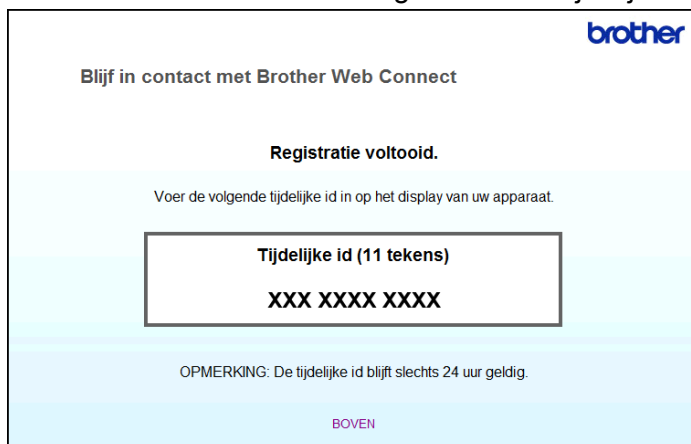 brother
Blijf in contact met Brother Web Connect
Registratie voltooid.
Voer de volgende tijdelijke id in op het display van uw apparaat.
Tijdelijke id (11 tekens)
XXX XXXX XXXX
OPMERKING: De tijdelijke id blijft slechts 24 uur geldig.
BOVEN